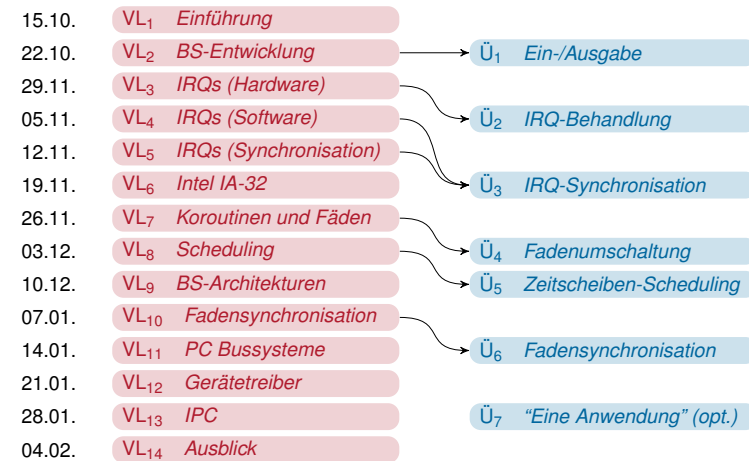 15.10. VL1 Einführung
22.10. VL2 BS-Entwicklung Ü1 Ein-/Ausgabe
29.11. VL3 IRQs (Hardware)
05.11. VL4 IRQs (Software) Ü2 IRQ-Behandlung
12.11. VL5 IRQs (Synchronisation)
19.11. VL6 Intel IA-32 Ü3 IRQ-Synchronisation
26.11. VL7 Koroutinen und Fäden
03.12. VL8 Scheduling Ü4 Fadenumschaltung
10.12. VL9 BS-Architekturen Ü5 Zeitscheiben-Scheduling
07.01. VL10 Fadensynchronisation
14.01. VL11 PC Bussysteme Ü6 Fadensynchronisation
21.01. VL12 Gerätetreiber
28.01. VL13 IPC Ü7 “Eine Anwendung” (opt.)
04.02. VL14 Ausblick